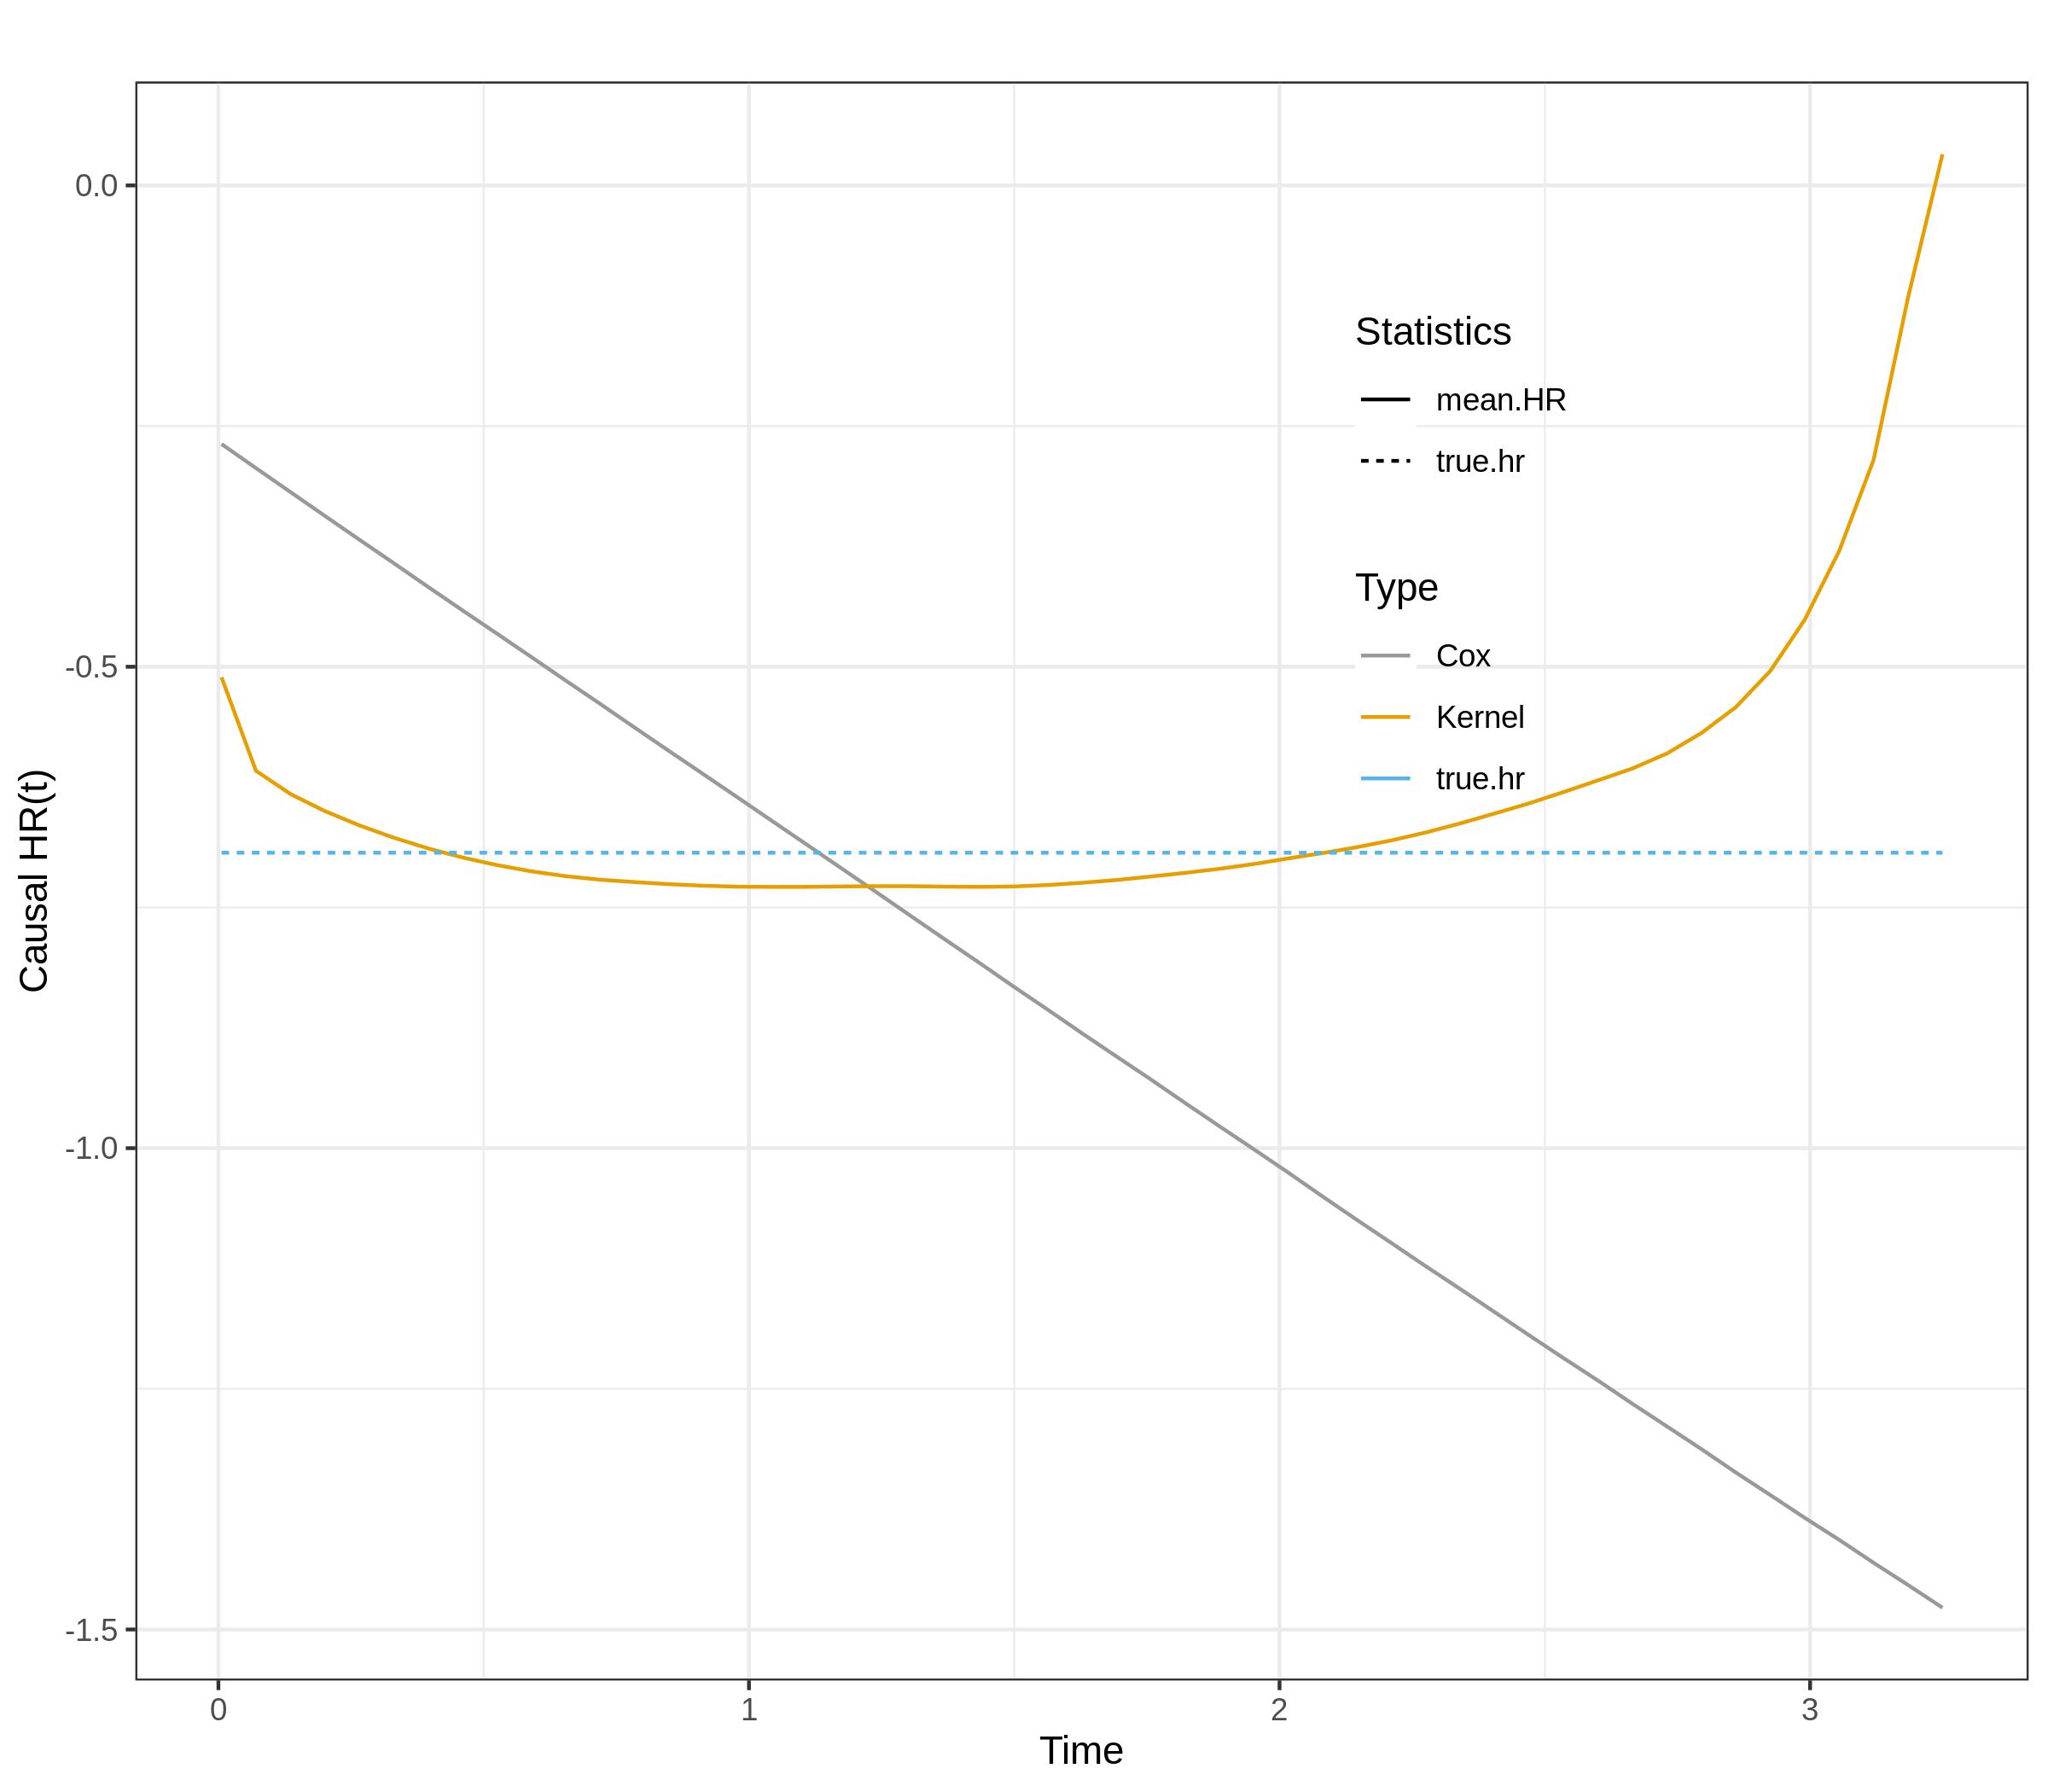 0.0
-0.5
-1.0
-1.5
Causal HR(t)
Statistics
mean.HR
true.hr
Type
Cox
Kernel
true.hr
0 1 2 3
Time